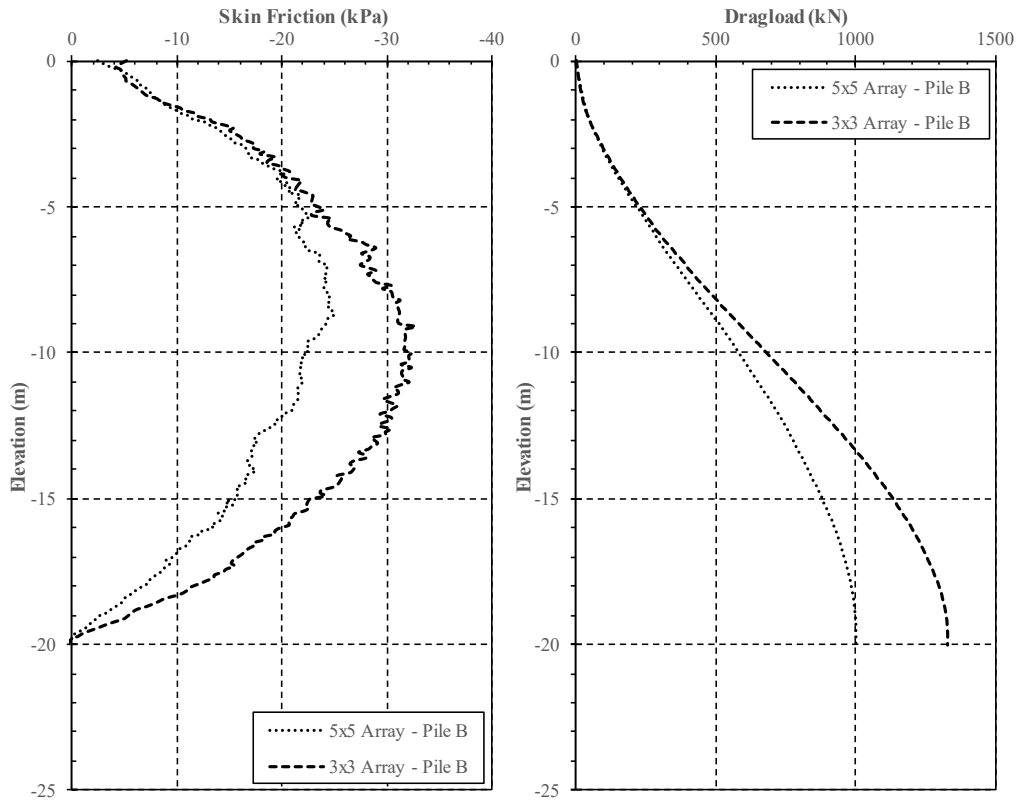 Skin Friction (kPa)
0 -10 -20 -30 -40
0
-5
-10
-15
-20
-25
Elevation (m)
5x5 Array - Pile B
3x3 Array - Pile B
Dragload (kN)
0 500 1000 1500
0
-5
-10
-15
-20
-25
Elevation (m)
5x5 Array - Pile B
3x3 Array - Pile B